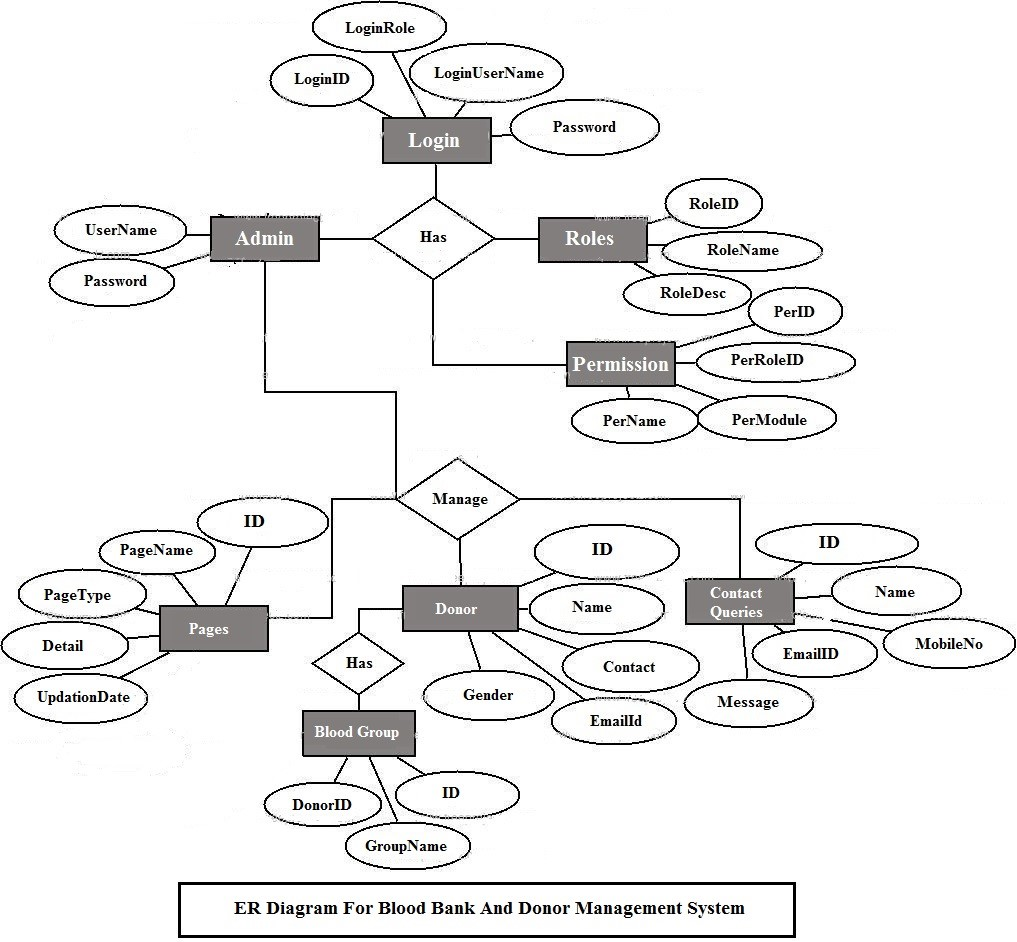 LoginRole
LoginID
LoginUserName
Password
Login
UserName
Password
Admin
Has
Roles
RoleID
RoleName
RoleDesc
Permission
PerID
PerRoleID
PerName
PerModule
Manage
ID
PageName
PageType
Detail
UpdationDate
Pages
Donor
ID
Name
Contact
EmailId
Gender
Contact
Queries
ID
Name
MobileNo
EmailID
Message
Has
Blood Group
DonorID
GroupName
ID
ER Diagram For Blood Bank And Donor Management System